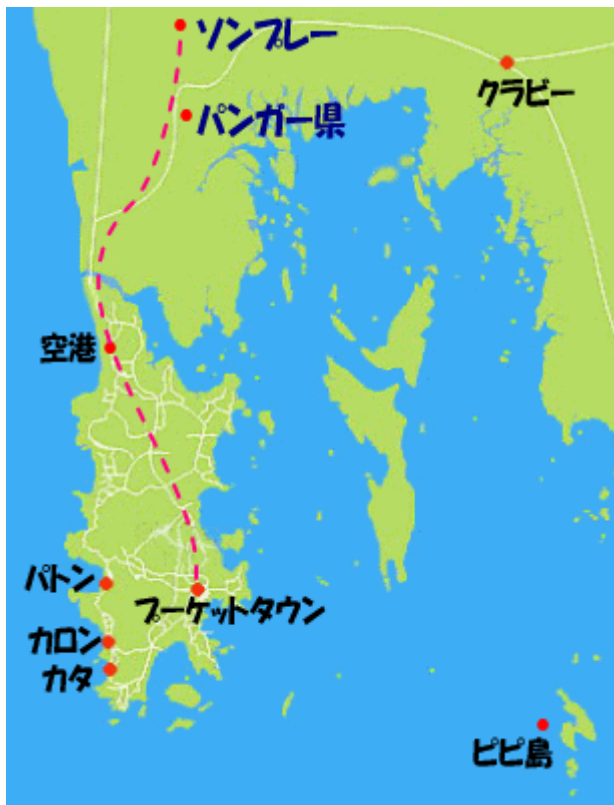 ソンプレー
クラビー
パンガー県
空港
パトン
プーケットタウン
カロン
カタ
ピピ島